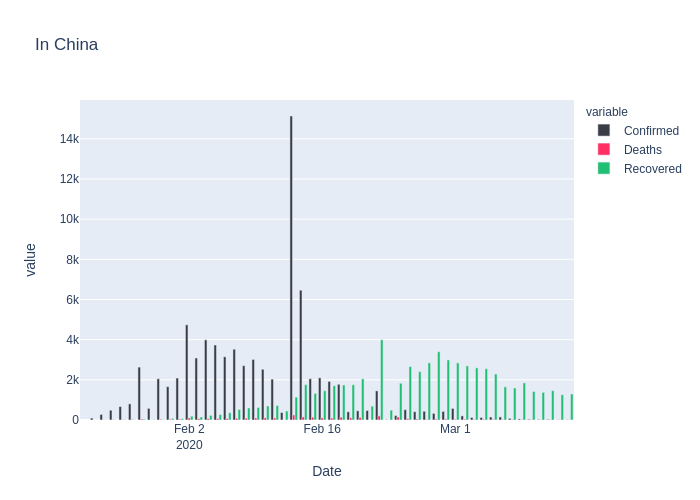 In China
variable
Confirmed
Deaths
Recovered
value
14k
12k
10k
8k
6k
4k
2k
0
Feb 2
2020
Feb 16
Mar 1
Date